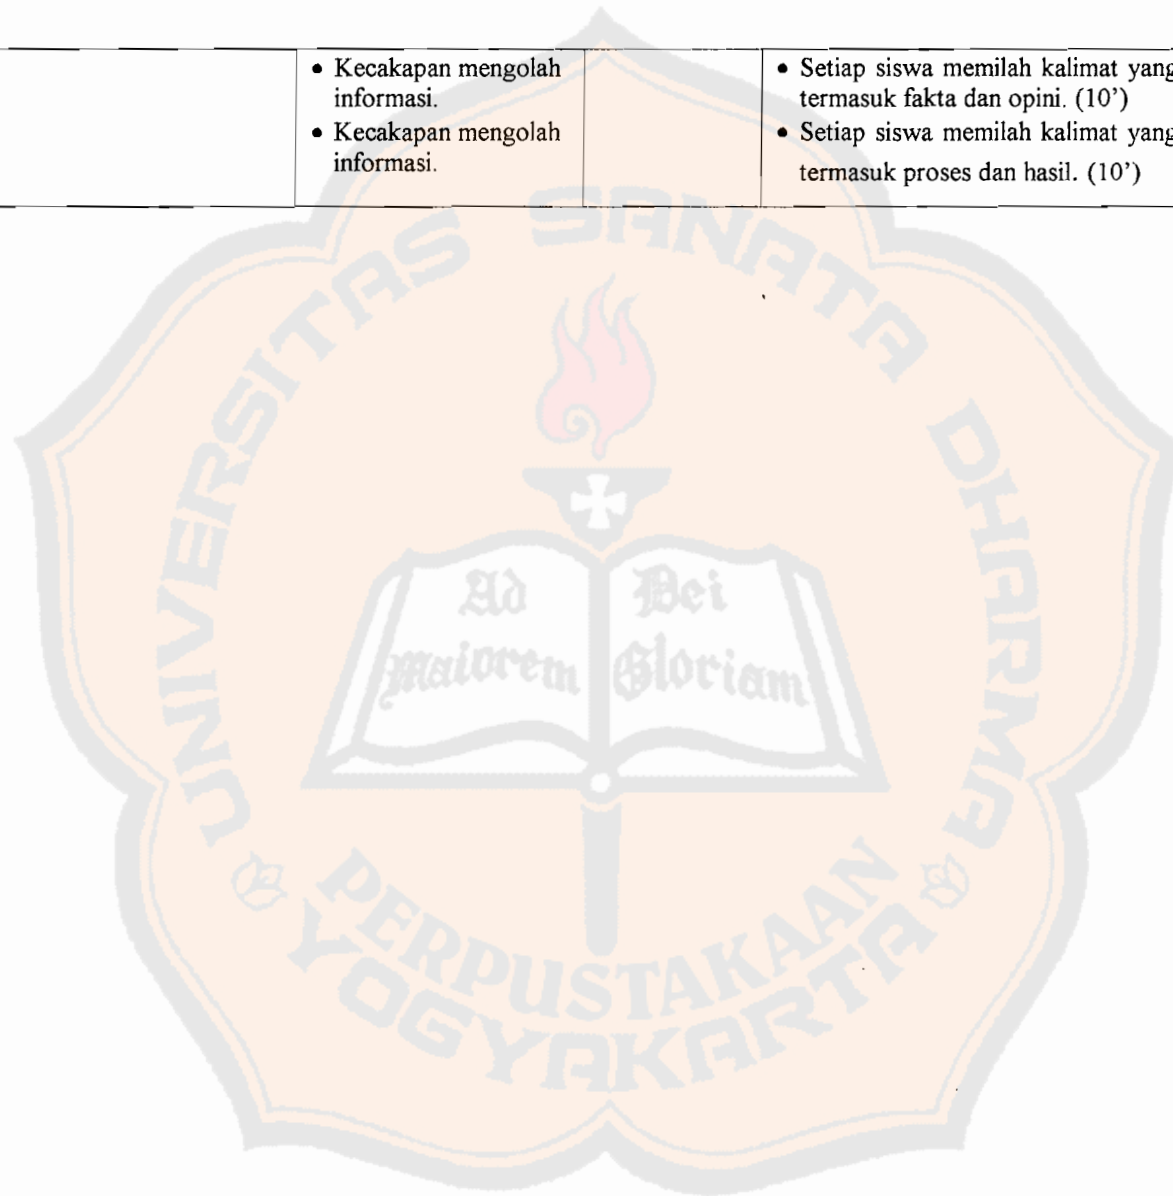 • Kecakapan mengolah
informasi.
• Kecakapan mengolah
informasi.
• Setiap siswa memilah kalimat yang
termasuk fakta dan opini. (10’)
• Setiap siswa memilah kalimat yang
termasuk proses dan hasil. (10’)
UNIVERSITAS SANATA DHARMA
Ad
Maiorem
Dei
Gloriam
PERPUSTAKAAN
YOGYAKARTA